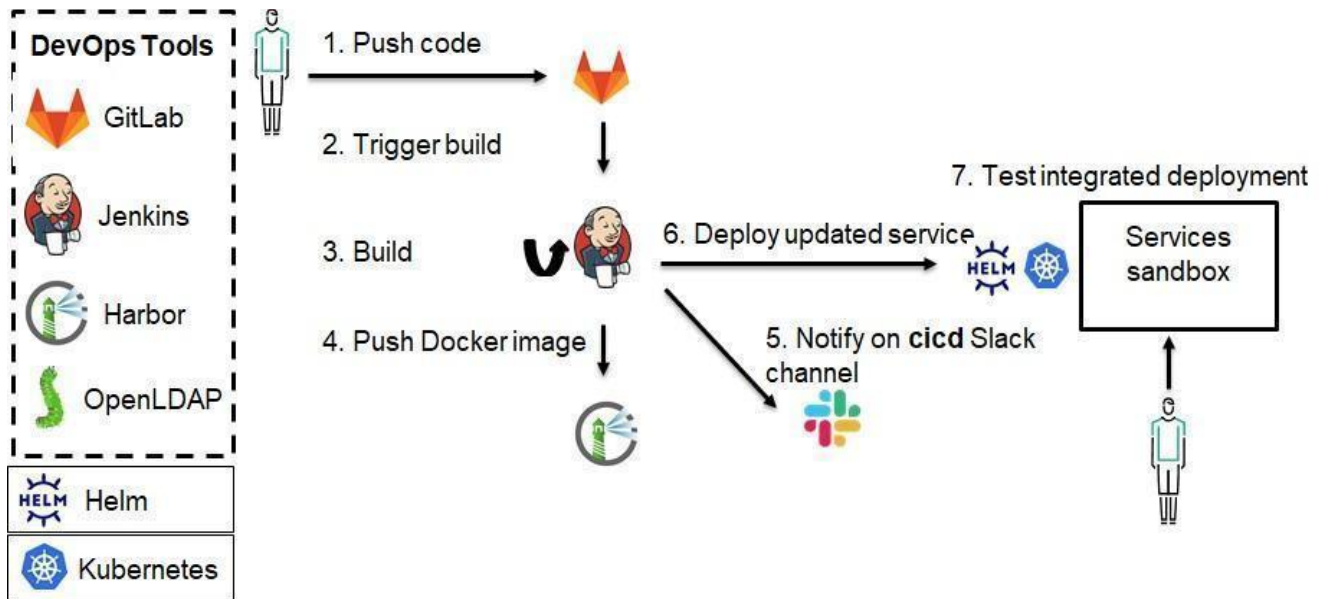 DevOps Tools
GitLab
Jenkins
Harbor
OpenLDAP
HELM Helm
Kubernetes
1. Push code
2. Trigger build
3. Build
4. Push Docker image
5. Notify on cicd Slack
channel
6. Deploy updated service
HELM
7. Test integrated deployment
Services
sandbox